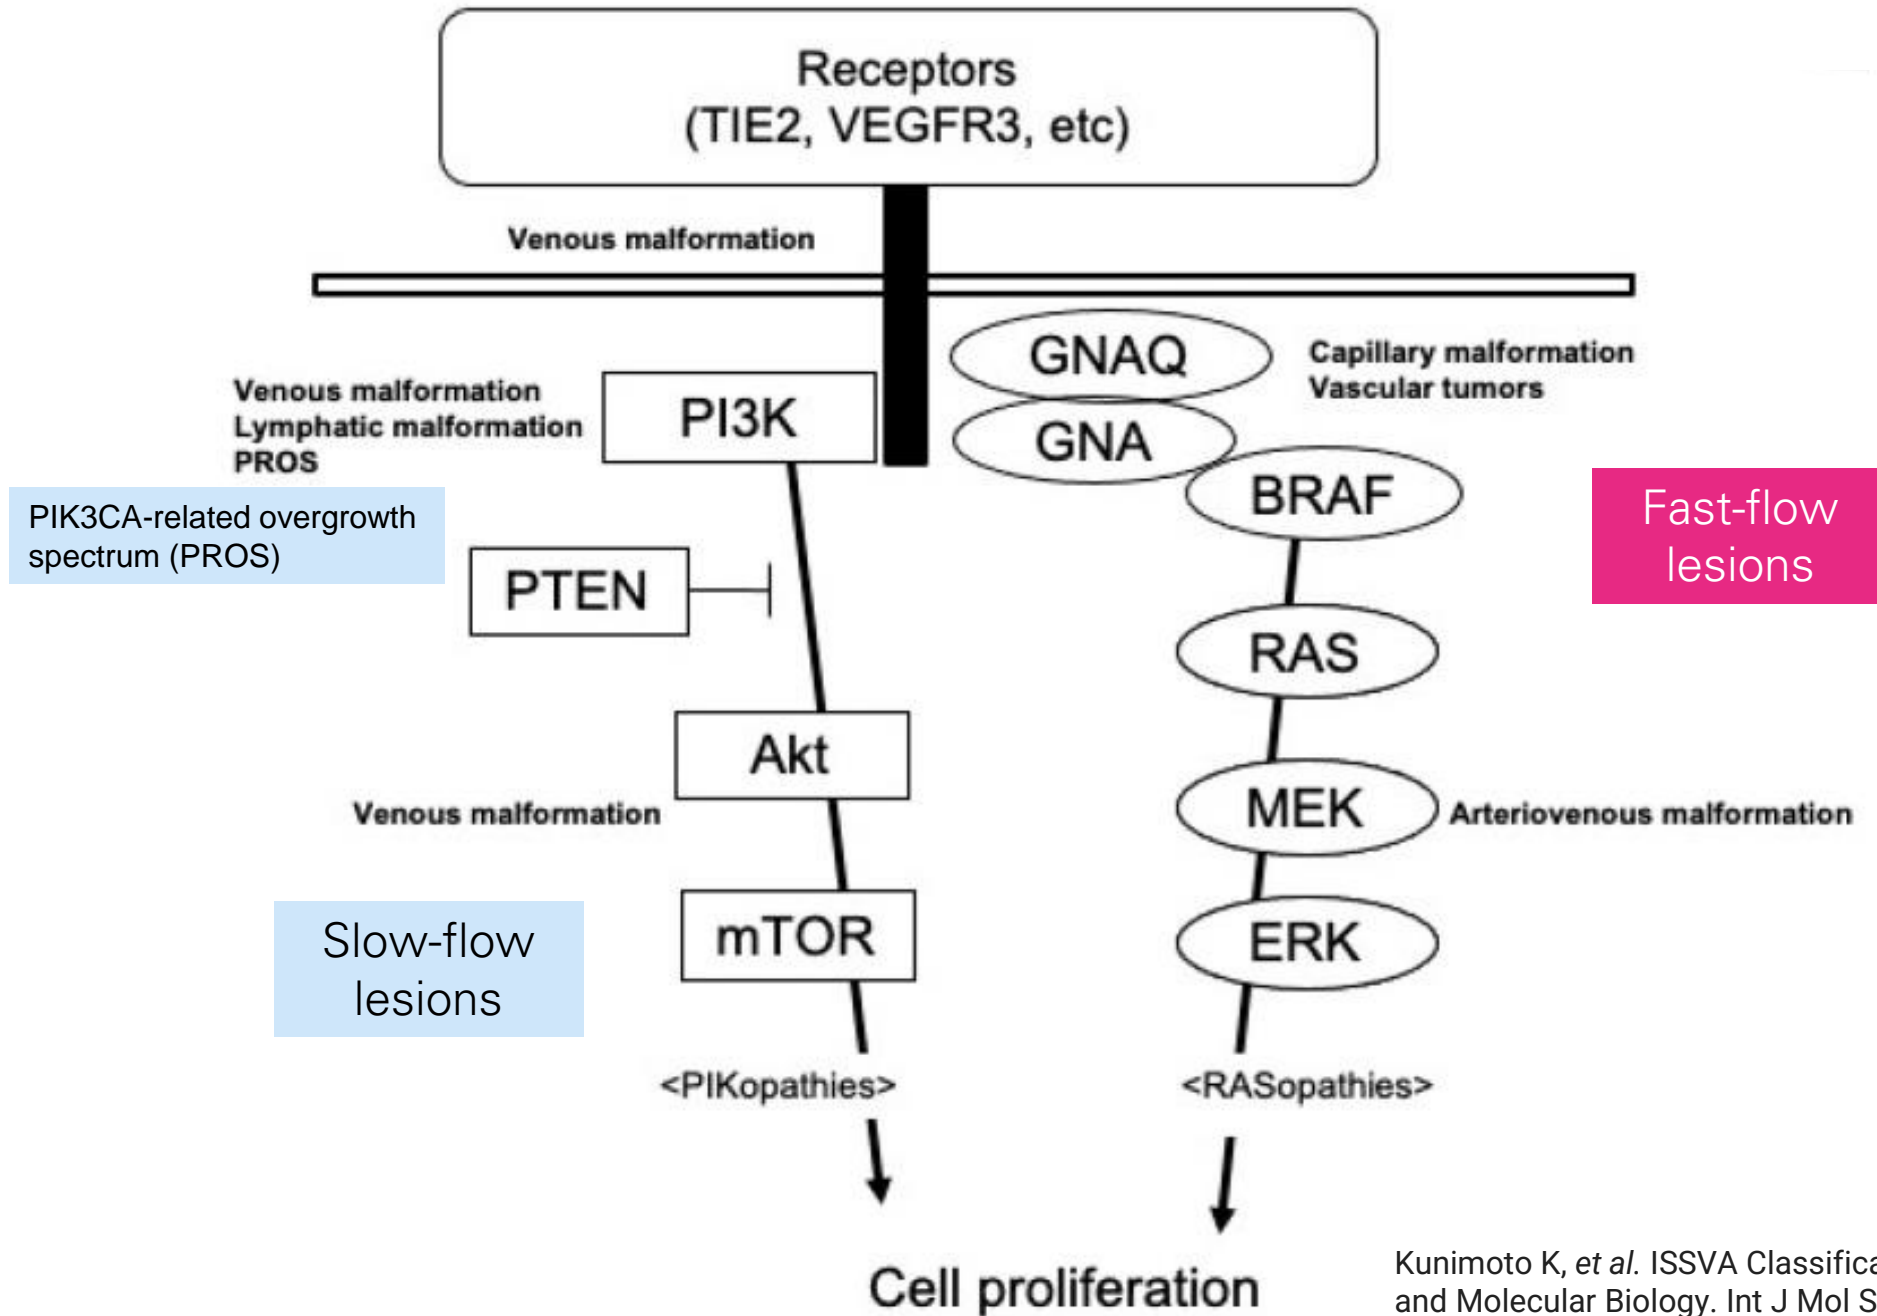 Receptors
(TIE2, VEGFR3, etc)
Venous malformation
GNAQ
Capillary malformation
Vascular tumors
Venous malformation
Lymphatic malformation
PROS
PI3K
GNA
BRAF
Fast-flow
lesions
PIK3CA-related overgrowth
spectrum (PROS)
PTEN
RAS
Akt
Venous malformation
MEK
Arteriovenous malformation
Slow-flow
lesions
mTOR
ERK
<PIKopathies>
<RASopathies>
Cell proliferation
Kunimoto K, et al. ISSVA Classifica
and Molecular Biology. Int J Mol S